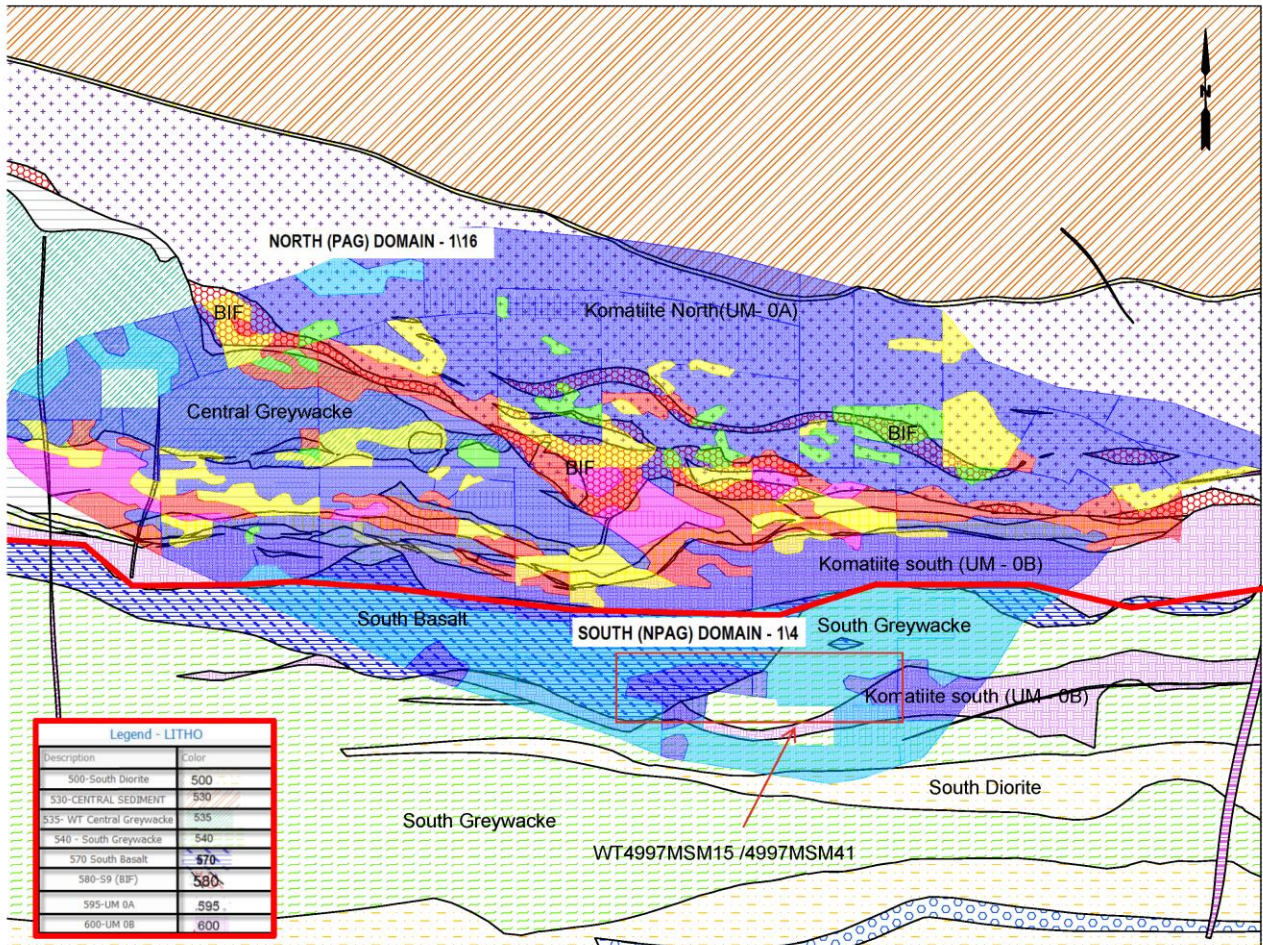 N
NORTH (PAG) DOMAIN - 1\16
BIF
Komatiite North(UM- 0A)
Central Greywacke
BIF
BIF
Komatiite south (UM - 0B)
South Basalt
SOUTH (NPAG) DOMAIN - 1\4
South Greywacke
Komatiite south (UM - 0B)
Legend - LITHO
Description Color
500-South Diorite 500
530-CENTRAL SEDIMENT 530
535- WT Central Greywacke 535
540 - South Greywacke 540
570 South Basalt 570
580-S9 (BIF) 580
595-UM 0A 595
600-UM 0B 600
South Diorite
South Greywacke
WT4997MSM15 /4997MSM41